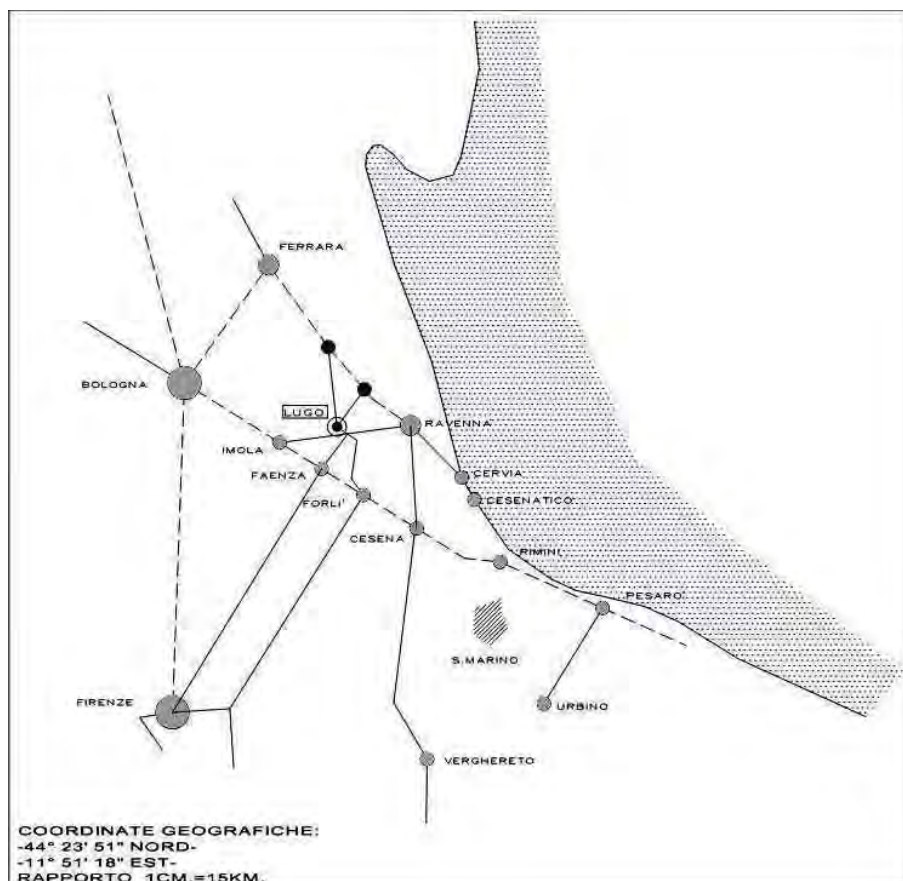 FERRARA
BOLOGNA
LUGO
RAVENNA
IMOLA
FAENZA
CERVIA
FORLI'
CESENATICO
CESENA
RIMINI
PESARO
S.MARINO
FIRENZE
URBINO
VERGHERETO
COORDINATE GEOGRAFICHE:
-44° 23' 51" NORD-
-11° 51' 18" EST-
RAPPORTO 1CM.=15KM.